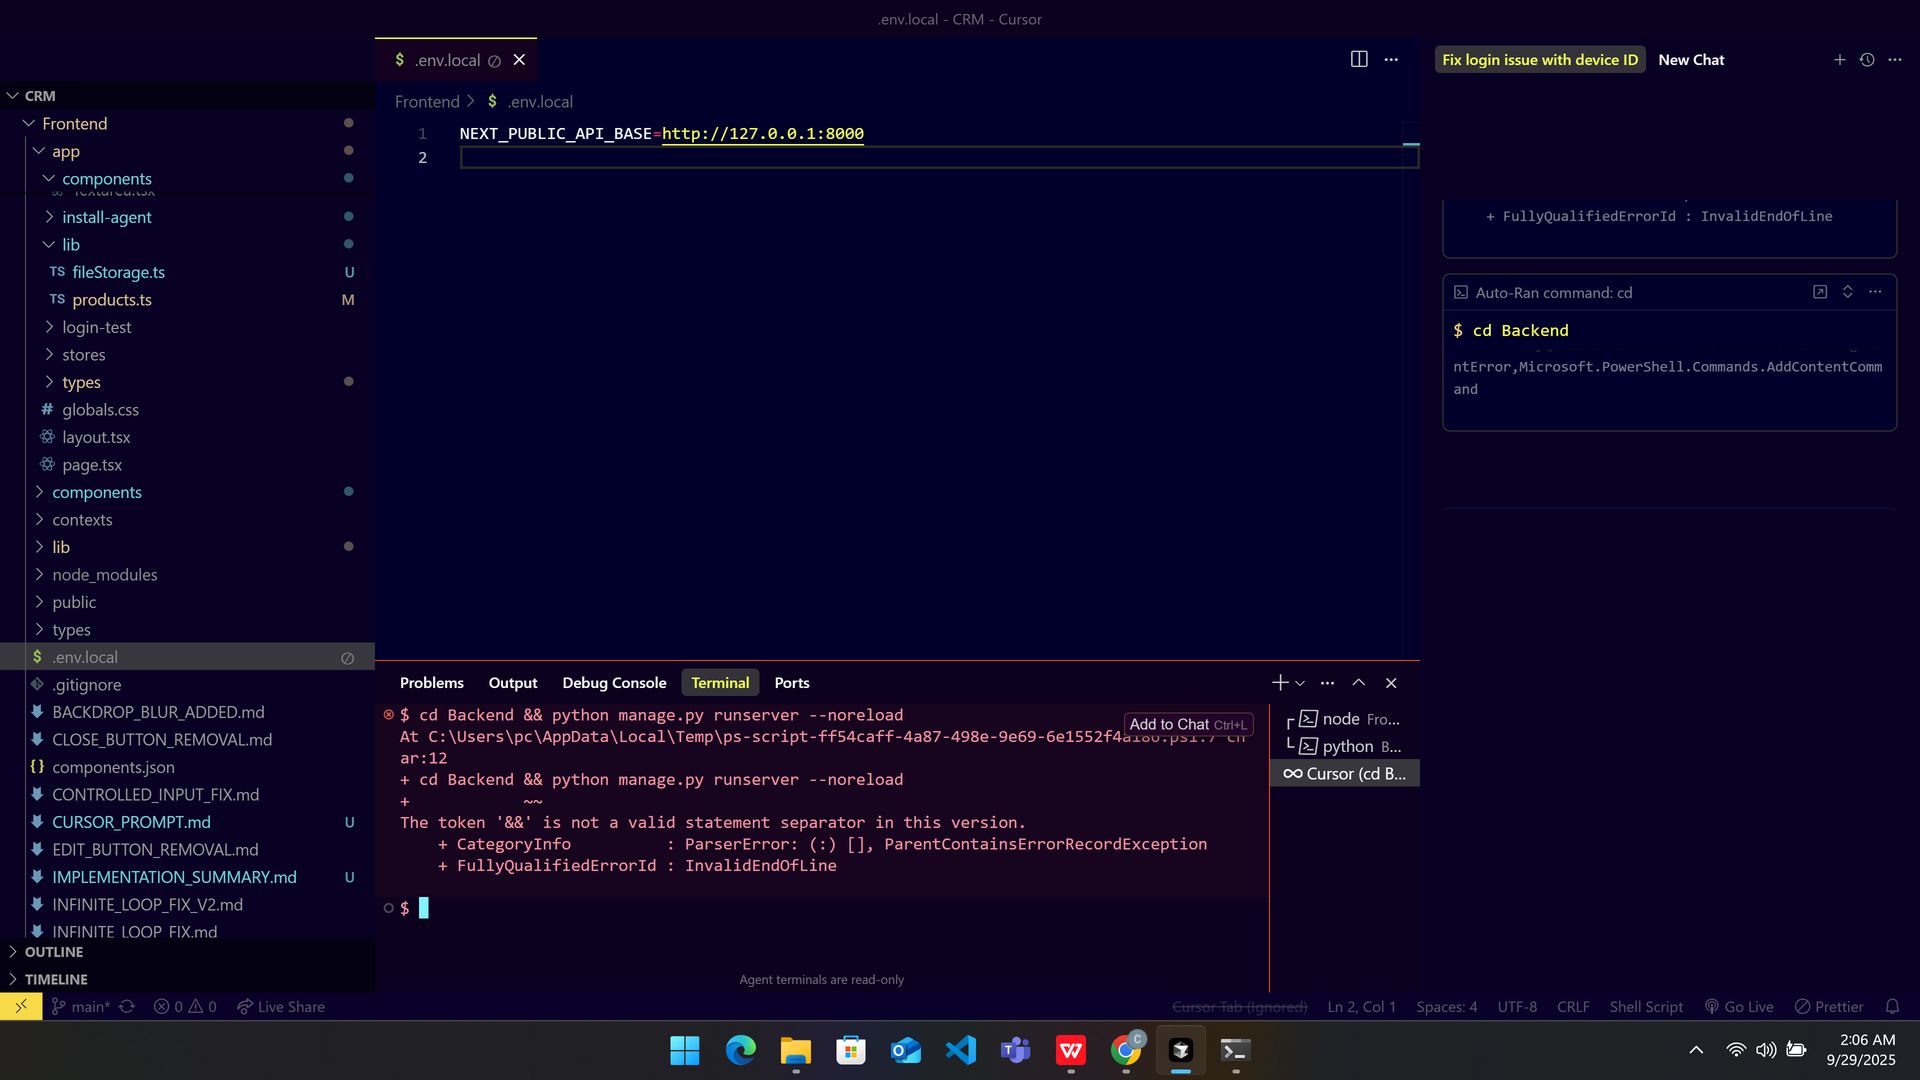 .env.local - CRM - Cursor
$ .env.local
Fix login issue with device ID
New Chat
CRM
Frontend
app
components
install-agent
lib
TS fileStorage.ts U
TS products.ts M
login-test
stores
types
# globals.css
layout.tsx
page.tsx
components
contexts
lib
node_modules
public
types
$ .env.local
.gitignore
BACKDROP_BLUR_ADDED.md
CLOSE_BUTTON_REMOVAL.md
{} components.json
CONTROLLED_INPUT_FIX.md
CURSOR_PROMPT.md U
EDIT_BUTTON_REMOVAL.md
IMPLEMENTATION_SUMMARY.md U
INFINITE_LOOP_FIX_V2.md
INFINITE_LOOP_FIX.md
OUTLINE
TIMELINE
Frontend > $ .env.local
1 NEXT_PUBLIC_API_BASE=http://127.0.0.1:8000
2
+ FullyQualifiedErrorId : InvalidEndOfLine
Auto-Ran command: cd
$ cd Backend
ntError,Microsoft.PowerShell.Commands.AddContentComm
and
Problems Output Debug Console Terminal Ports
$ cd Backend && python manage.py runserver --noreload
Add to Chat Ctrl+L
At C:\Users\pc\AppData\Local\Temp\ps-script-ff54caff-4a87-498e-9e69-6e1552f4a186.ps1:7 ch
ar:12
+ cd Backend && python manage.py runserver --noreload
+ ~~
The token '&&' is not a valid statement separator in this version.
+ CategoryInfo : ParserError: (:) [], ParentContainsErrorRecordException
+ FullyQualifiedErrorId : InvalidEndOfLine
$
Agent terminals are read-only
node Fro...
python B...
Cursor (cd B...
main* 0 0 Live Share
Cursor Tab (Ignored) Ln 2, Col 1 Spaces: 4 UTF-8 CRLF Shell Script Go Live Prettier
2:06 AM
9/29/2025